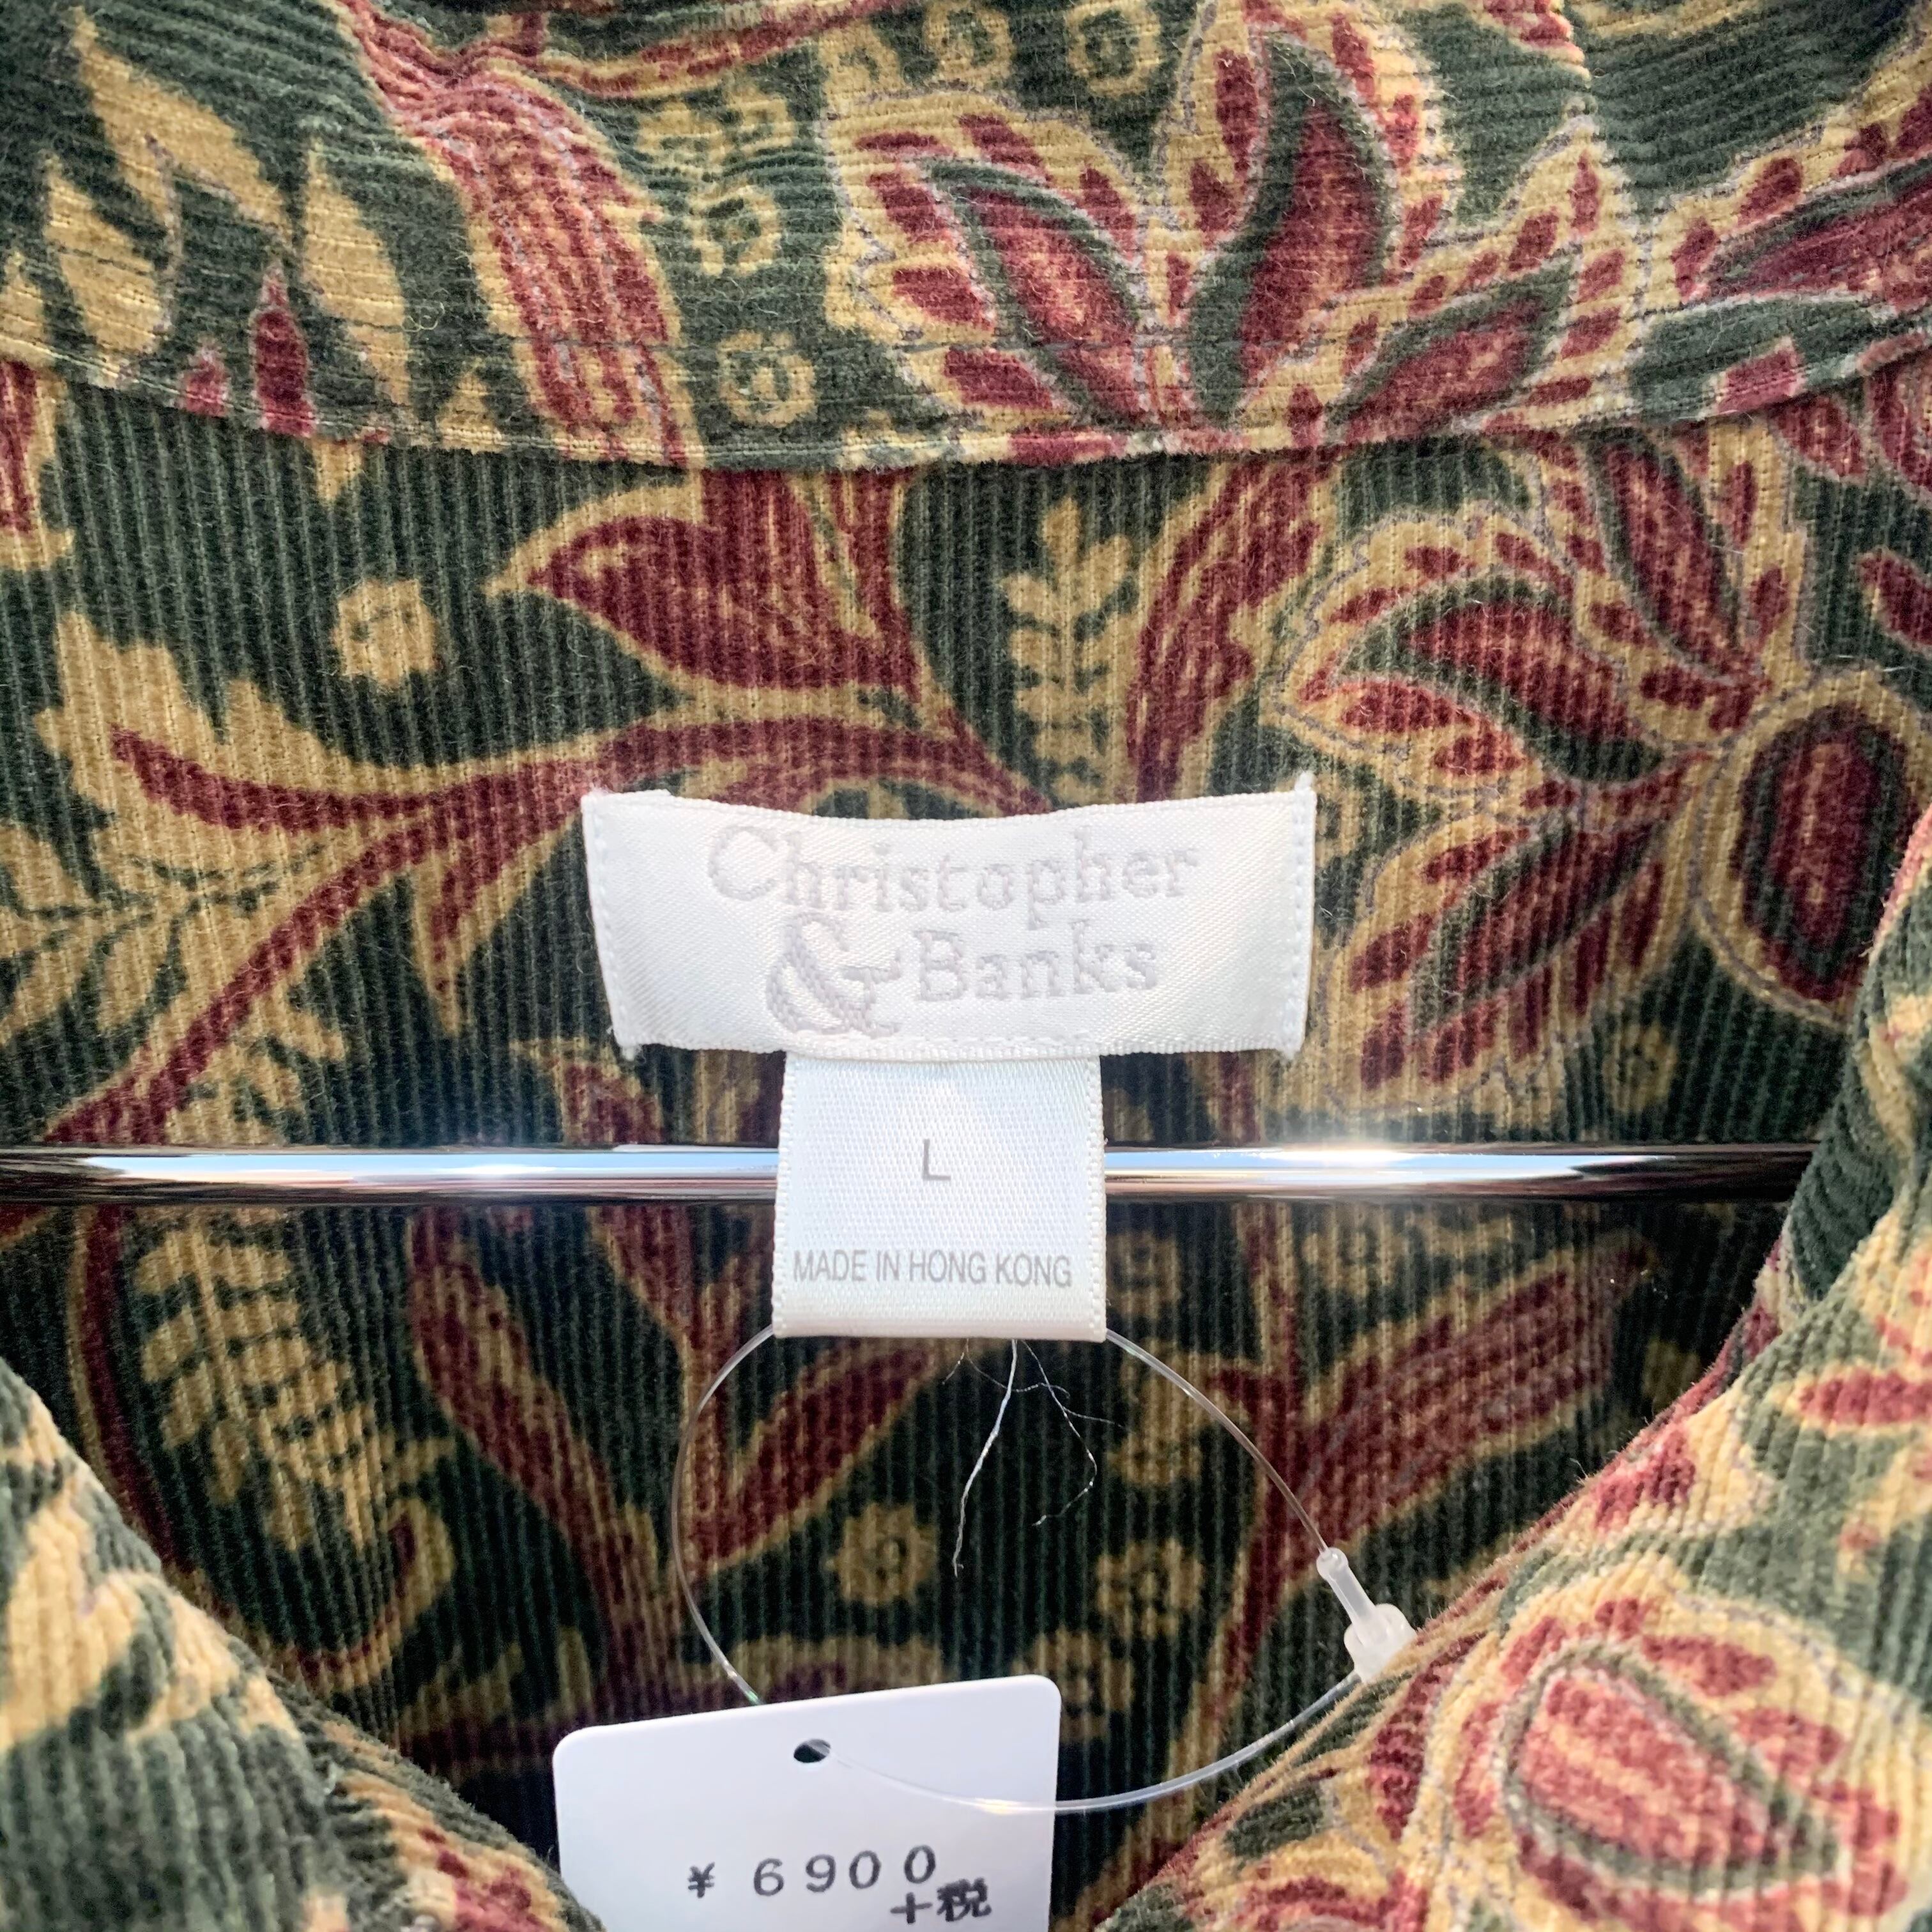 Christopher
& Banks
L
MADE IN HONG KONG
¥ 6900
+税